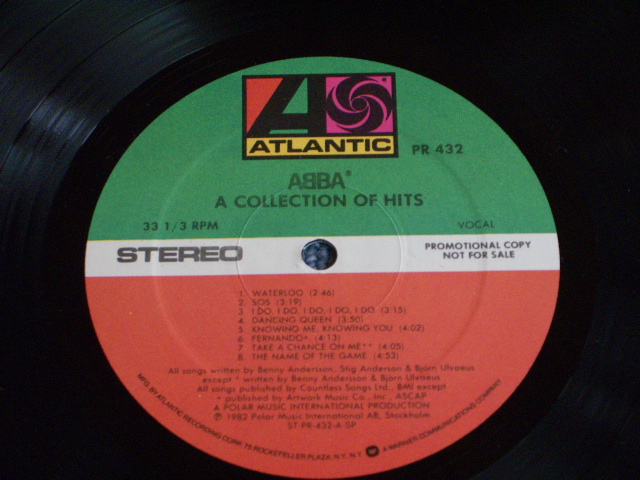 ATLANTIC
PR 432
ABBA*
A COLLECTION OF HITS
33 1/3 RPM
VOCAL
STEREO
PROMOTIONAL COPY
NOT FOR SALE
1. WATERLOO (2:46)
2. SOS (3:19)
3. I DO, I DO, I DO, I DO, I DO (3:15)
4. DANCING QUEEN (3:50)
5. KNOWING ME, KNOWING YOU (4:02)
6. FERNANDO* (4:13)
7. TAKE A CHANCE ON ME** (4:05)
8. THE NAME OF THE GAME (4:53)
All songs written by Benny Andersson, Stig Anderson & Björn Ulvaeus
except * written by Benny Andersson & Björn Ulvaeus
All songs published by Countless Songs Ltd., BMI except
* published by Artwork Music Co., Inc., ASCAP
A POLAR MUSIC INTERNATIONAL PRODUCTION
℗ 1982 Polar Music International AB, Stockholm
ST PR-432-A-SP
MFG. BY ATLANTIC RECORDING CORP. 75 ROCKEFELLER PLAZA, N.Y., N.Y. A WARNER COMMUNICATIONS COMPANY